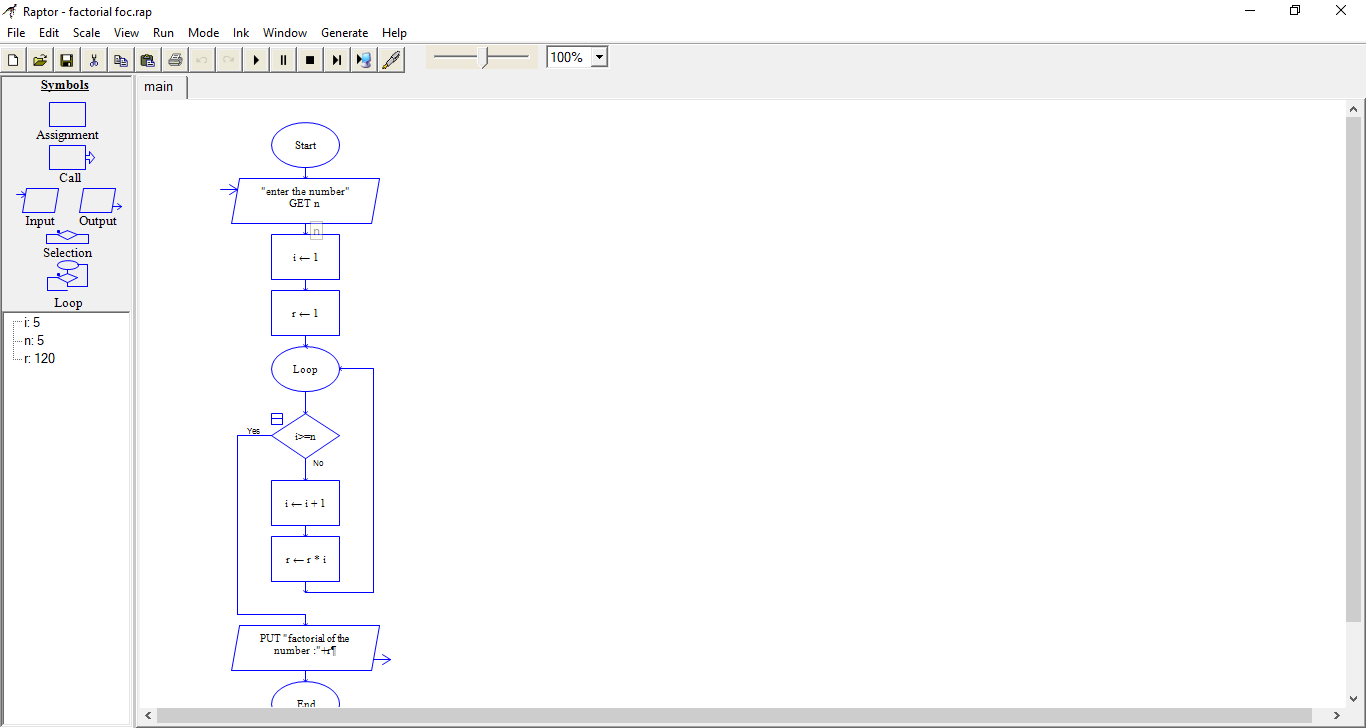 Raptor - factorial foc.rap
File Edit Scale View Run Mode Ink Window Generate Help
100%
Symbols
Assignment
Call
Input Output
Selection
Loop
i: 5
n: 5
r: 120
main
Start
"enter the number"
GET n
n
i ← 1
r ← 1
Loop
Yes
i>=n
No
i ← i + 1
r ← r * i
PUT "factorial of the
number :"+r¶
End